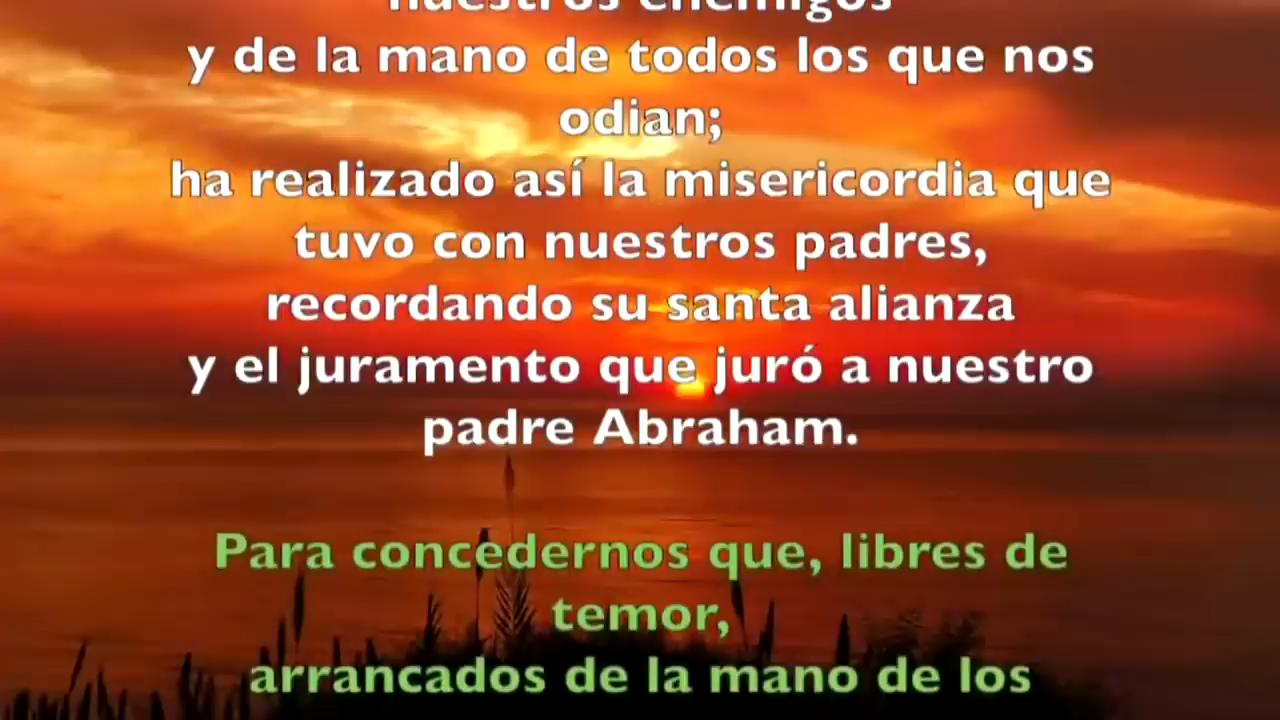 nuestros enemigos
y de la mano de todos los que nos
odian;
ha realizado así la misericordia que
tuvo con nuestros padres,
recordando su santa alianza
y el juramento que juró a nuestro
padre Abraham.
Para concedernos que, libres de
temor,
arrancados de la mano de los